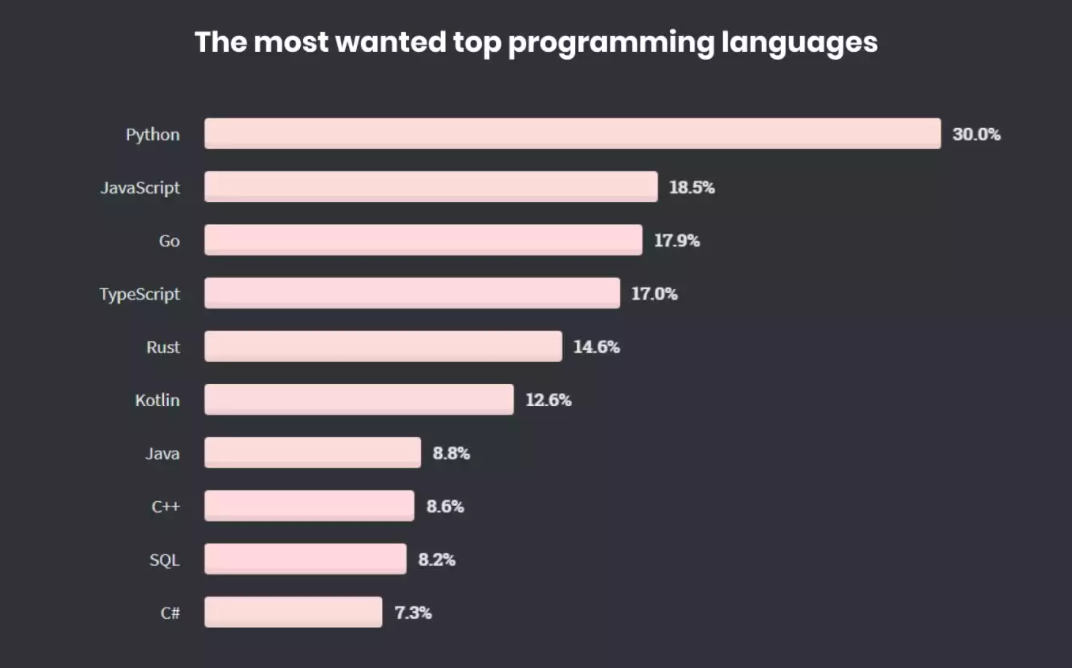 The most wanted top programming languages
Python 30.0%
JavaScript 18.5%
Go 17.9%
TypeScript 17.0%
Rust 14.6%
Kotlin 12.6%
Java 8.8%
C++ 8.6%
SQL 8.2%
C# 7.3%